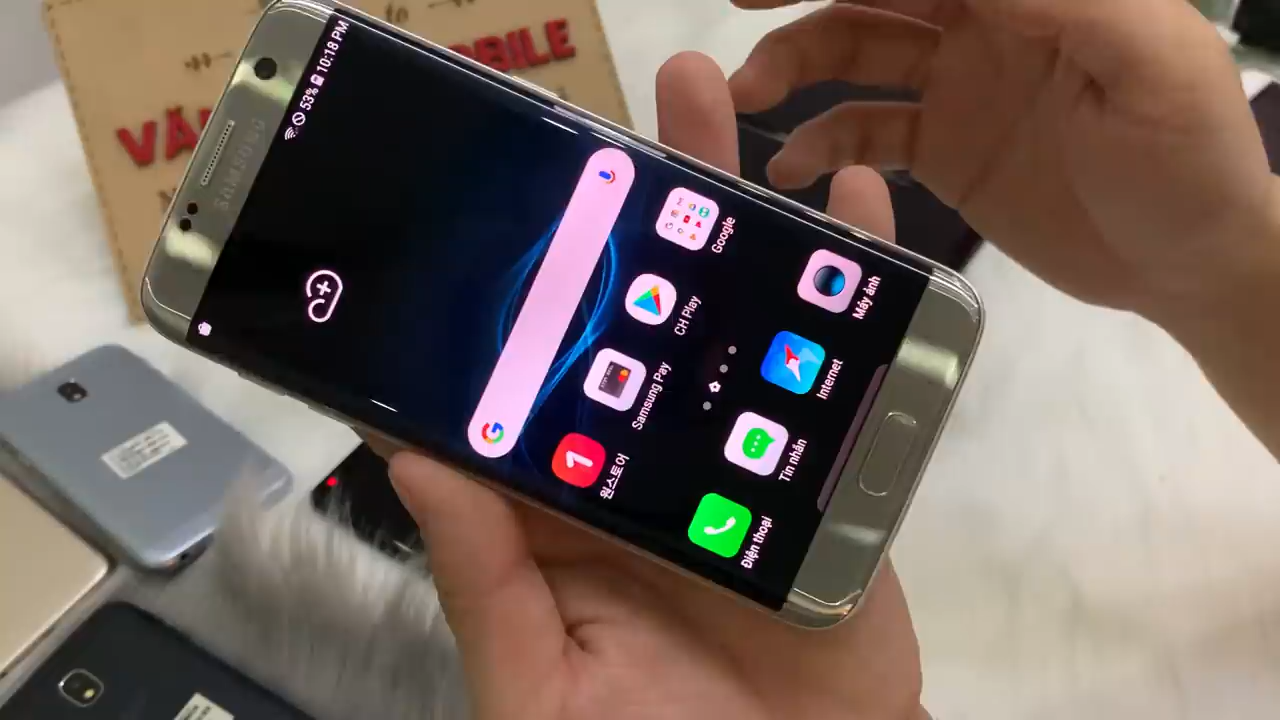 10:18 PM
53%
SAMSUNG
Google
CH Play
Samsung Pay
원스토어
Máy ảnh
Internet
Tin nhắn
Điện thoại